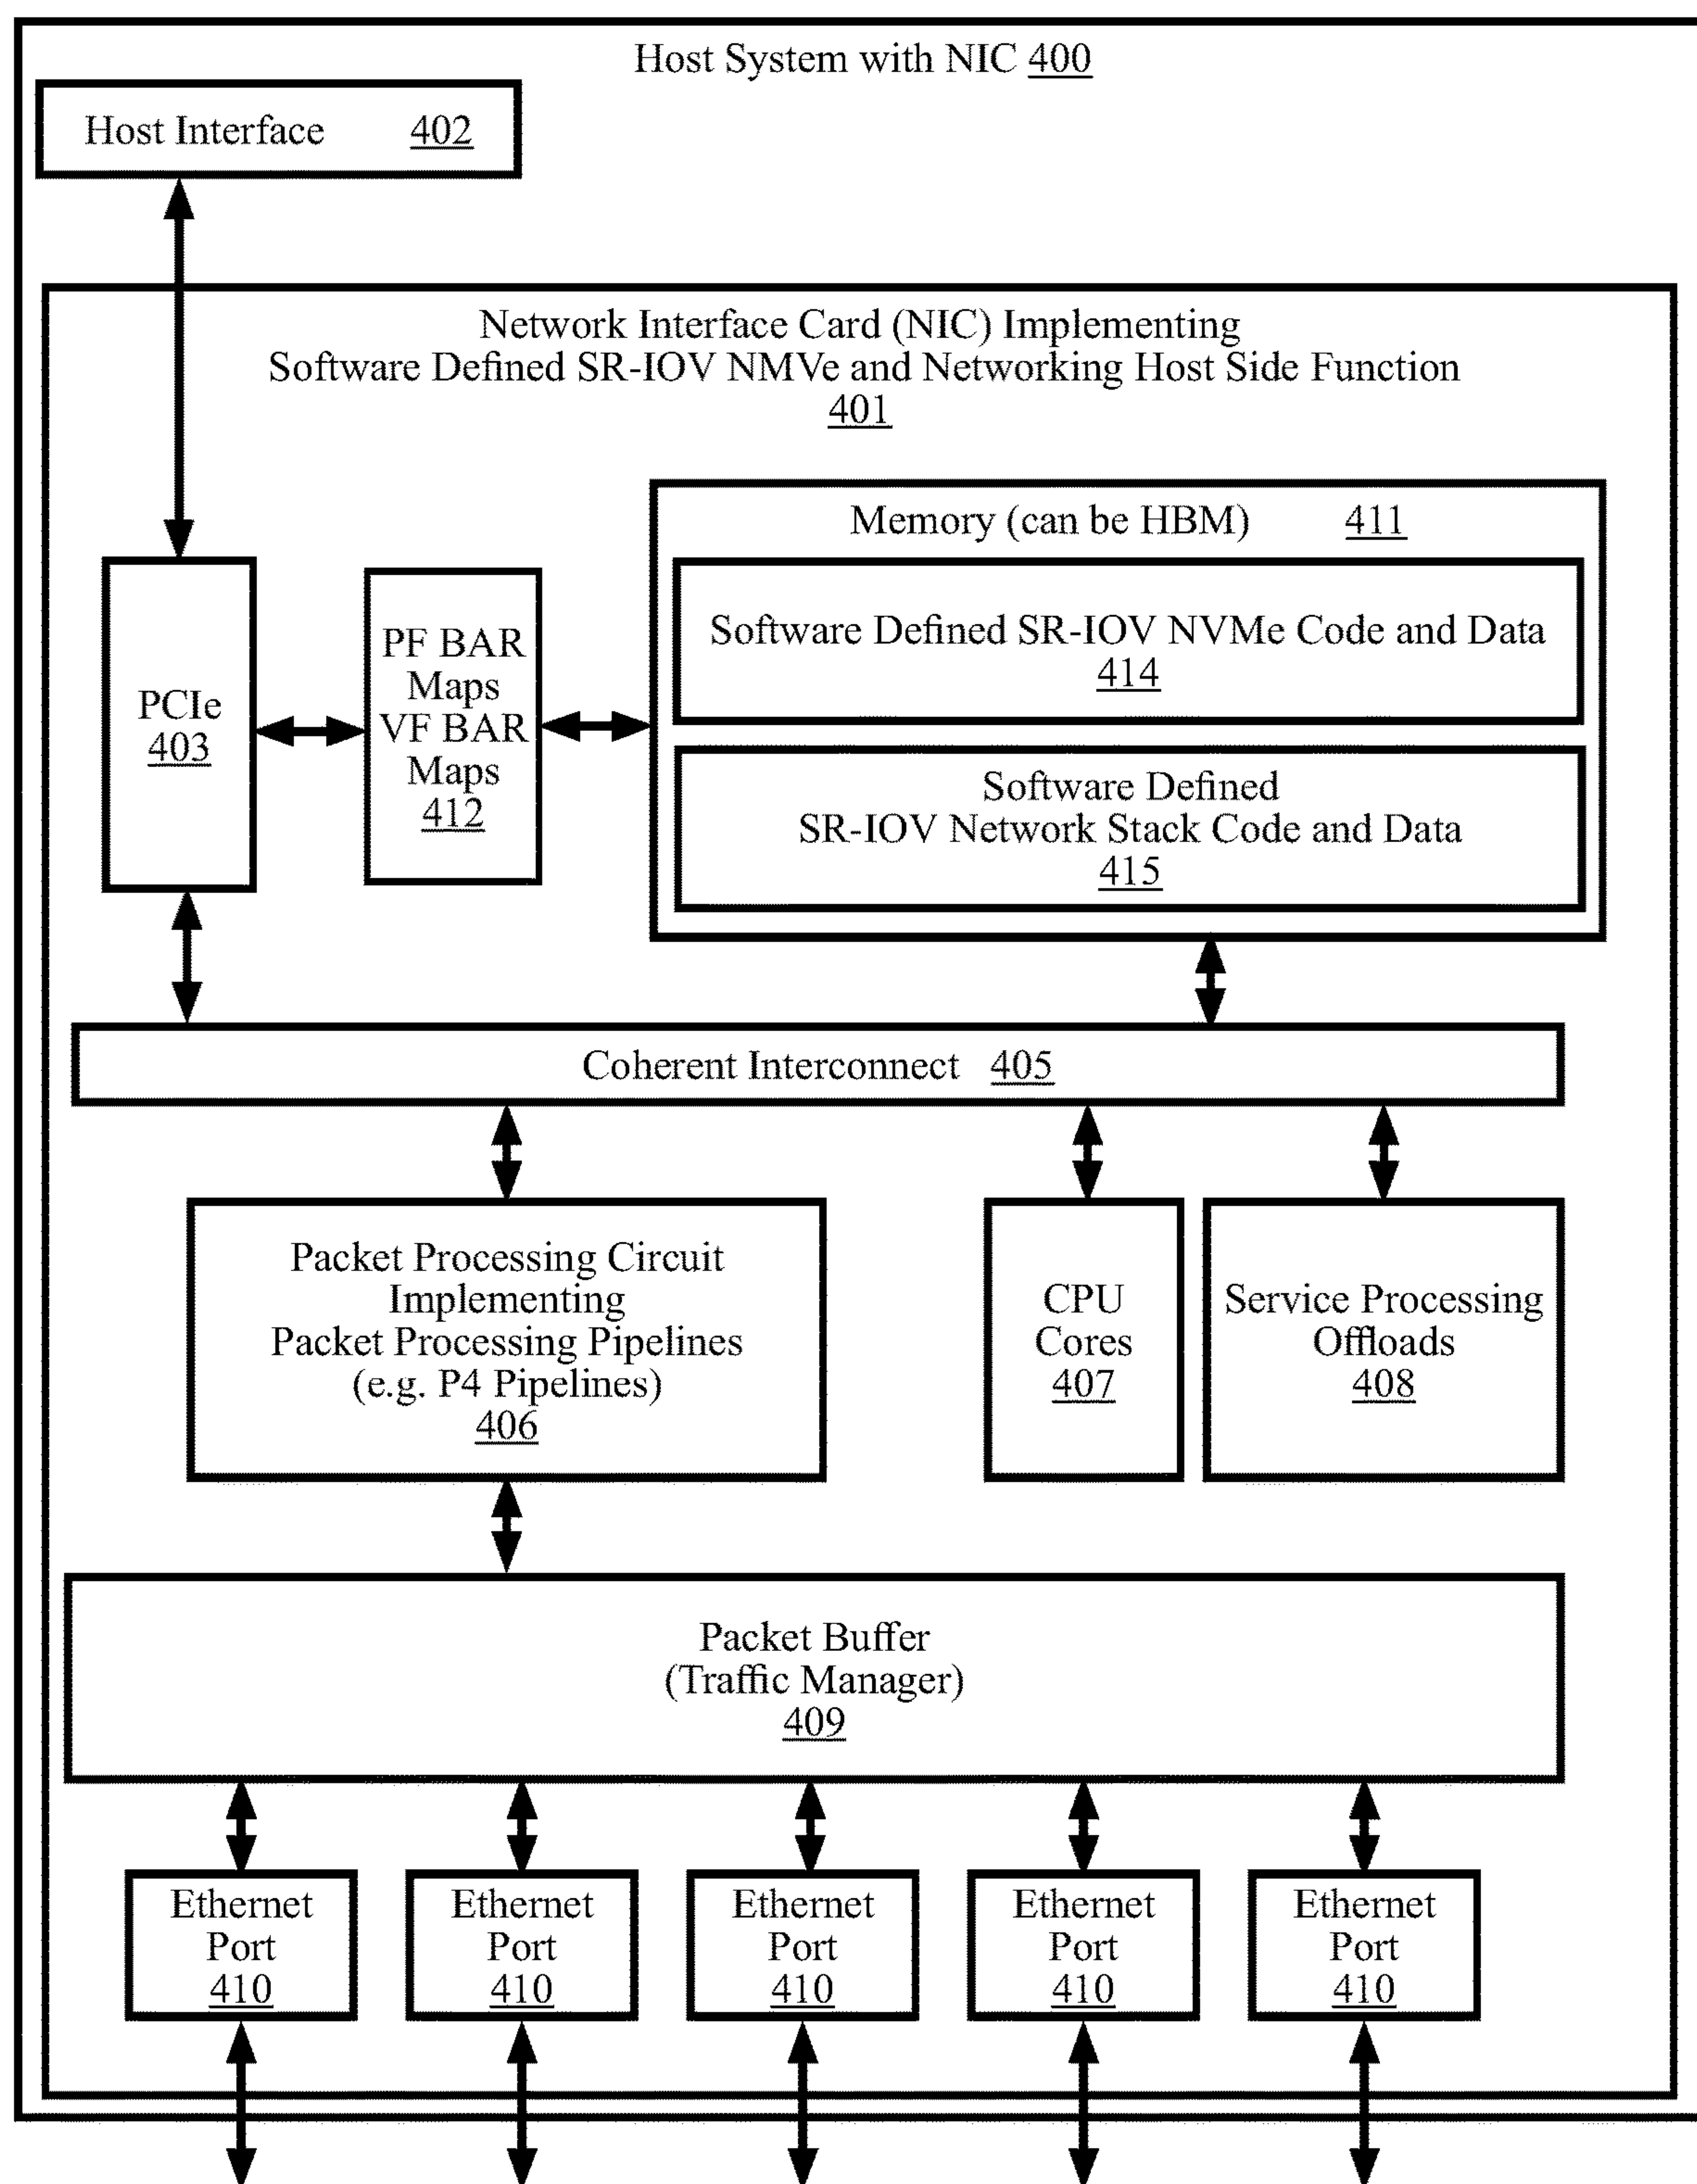 Host System with NIC 400
Host Interface 402
Network Interface Card (NIC) Implementing
Software Defined SR-IOV NMVe and Networking Host Side Function
401
Memory (can be HBM) 411
Software Defined SR-IOV NVMe Code and Data
414
PF BAR
Maps
VF BAR
Maps
412
PCIe
403
Software Defined
SR-IOV Network Stack Code and Data
415
Coherent Interconnect 405
Packet Processing Circuit
Implementing
Packet Processing Pipelines
(e.g. P4 Pipelines)
406
CPU
Cores
407
Service Processing
Offloads
408
Packet Buffer
(Traffic Manager)
409
Ethernet
Port
410
Ethernet
Port
410
Ethernet
Port
410
Ethernet
Port
410
Ethernet
Port
410